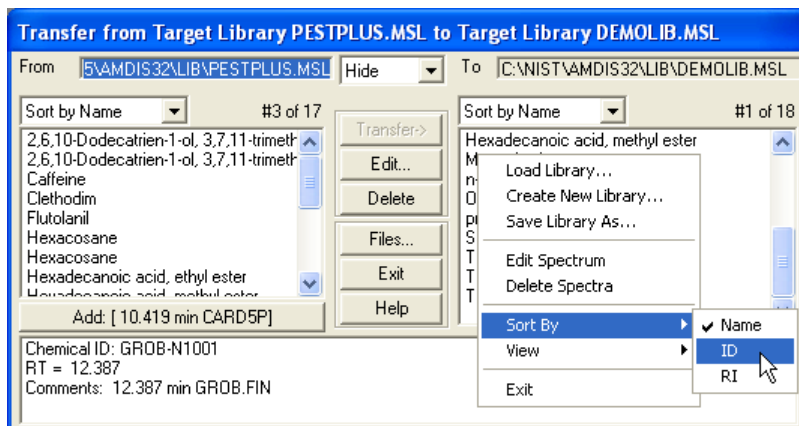 Transfer from Target Library PESTPLUS.MSL to Target Library DEMOLIB.MSL
From 5\AMDIS32\LIB\PESTPLUS.MSL Hide To C:\NIST\AMDIS32\LIB\DEMOLIB.MSL
Sort by Name #3 of 17
2,6,10-Dodecatrien-1-ol, 3,7,11-trimeth
2,6,10-Dodecatrien-1-ol, 3,7,11-trimeth
Caffeine
Clethodim
Flutolanil
Hexacosane
Hexacosane
Hexadecanoic acid, ethyl ester
Hexadecanoic acid, methyl ester
Add: [ 10.419 min CARD5P]
Transfer->
Edit...
Delete
Files...
Exit
Help
Sort by Name #1 of 18
Hexadecanoic acid, methyl ester
M
n-
O
S
T
T
T
Load Library...
Create New Library...
Save Library As...
Edit Spectrum
Delete Spectra
Sort By
View
Exit
Name
ID
RI
Chemical ID: GROB-N1001
RT = 12.387
Comments: 12.387 min GROB.FIN